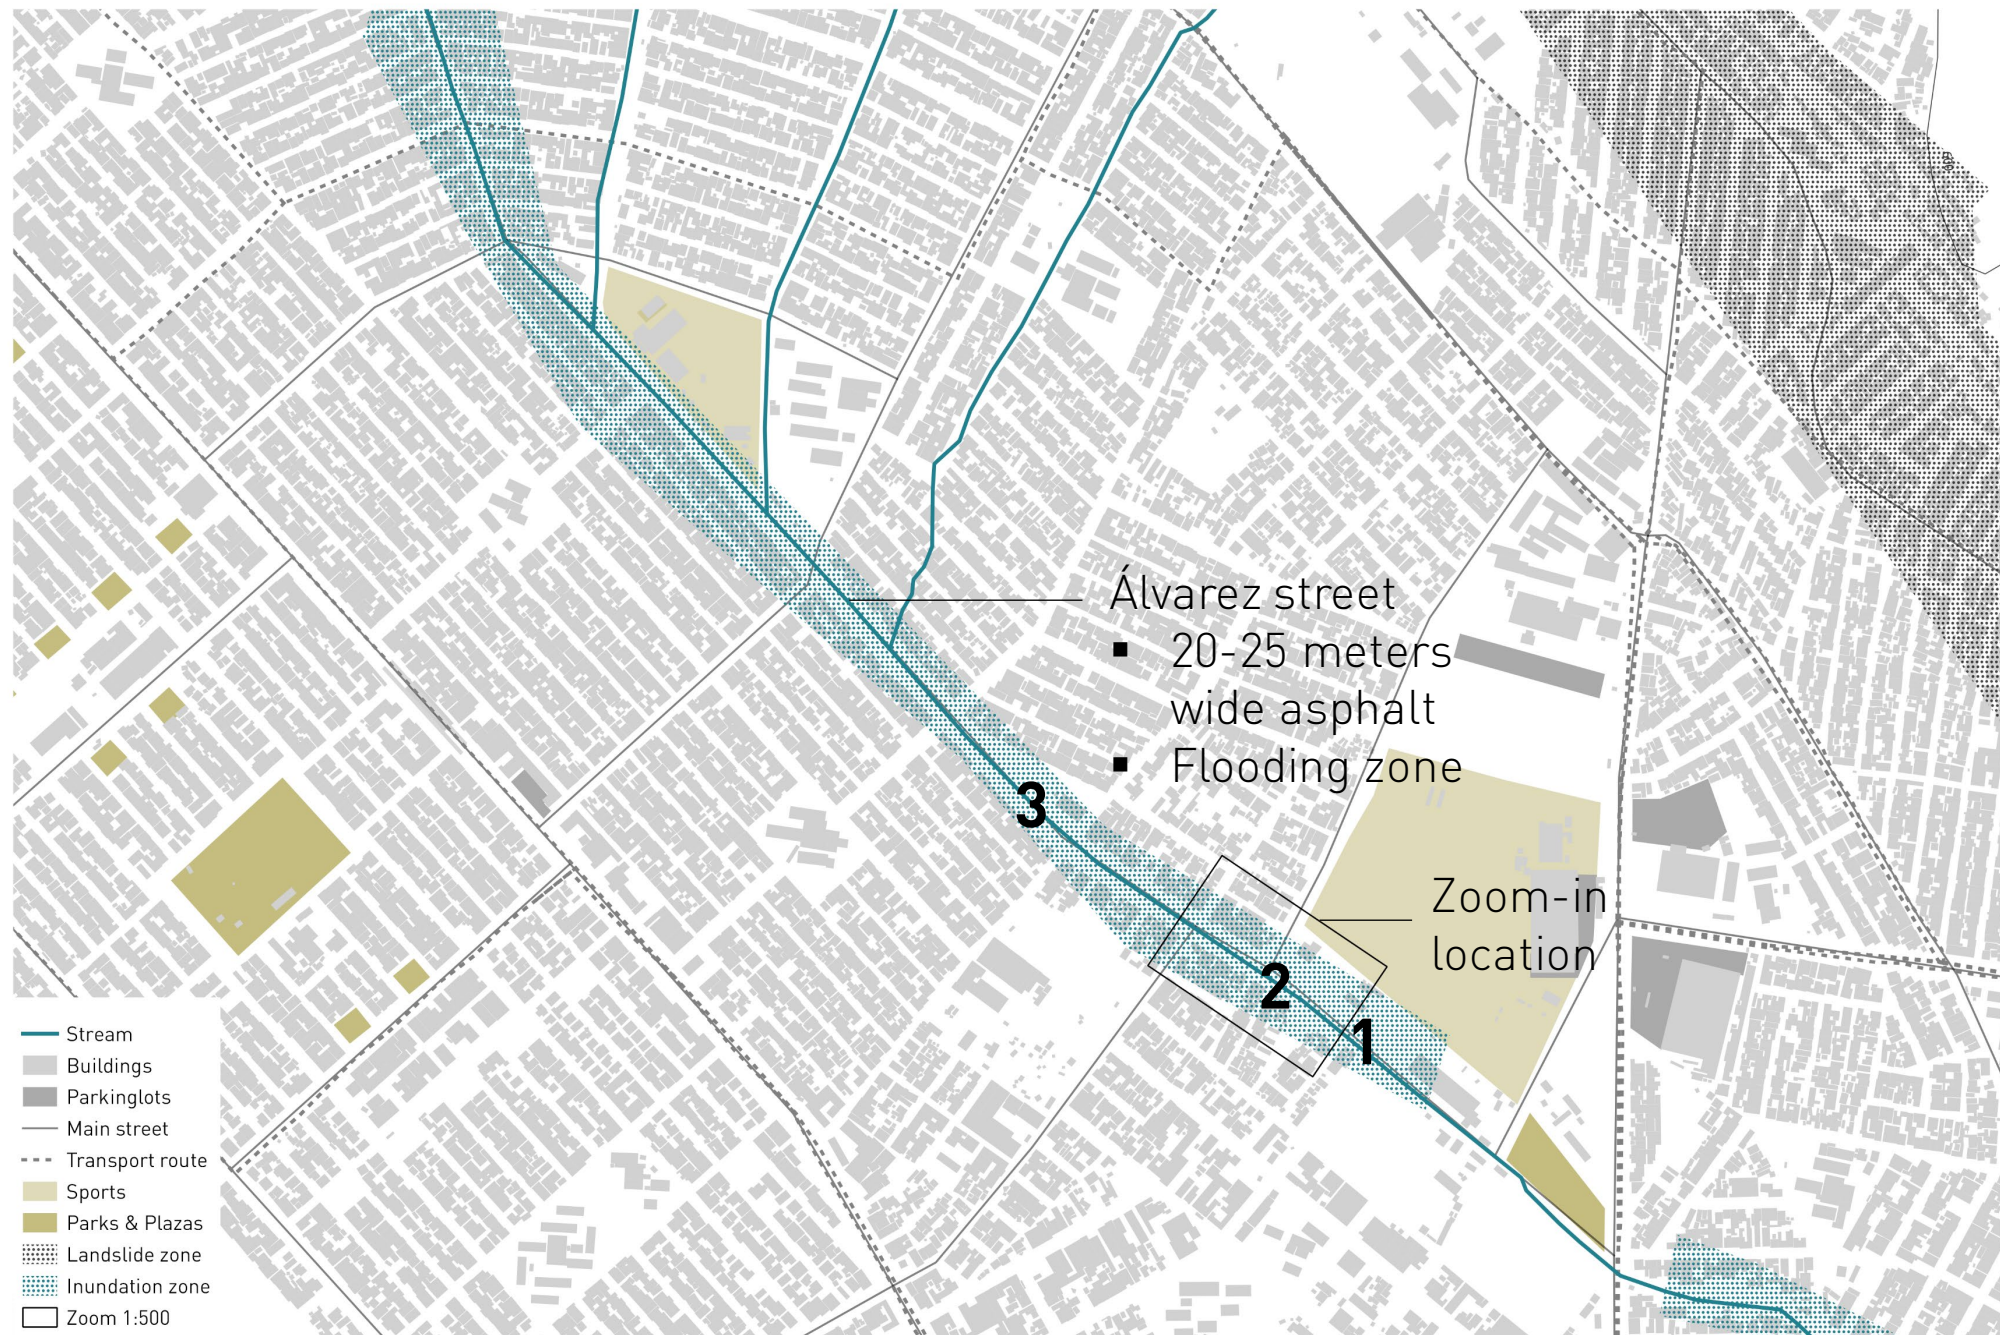 Álvarez street
▪ 20-25 meters
wide asphalt
▪ Flooding zone
3
Zoom-in
location
2
1
Stream
Buildings
Parkinglots
Main street
Transport route
Sports
Parks & Plazas
Landslide zone
Inundation zone
Zoom 1:500